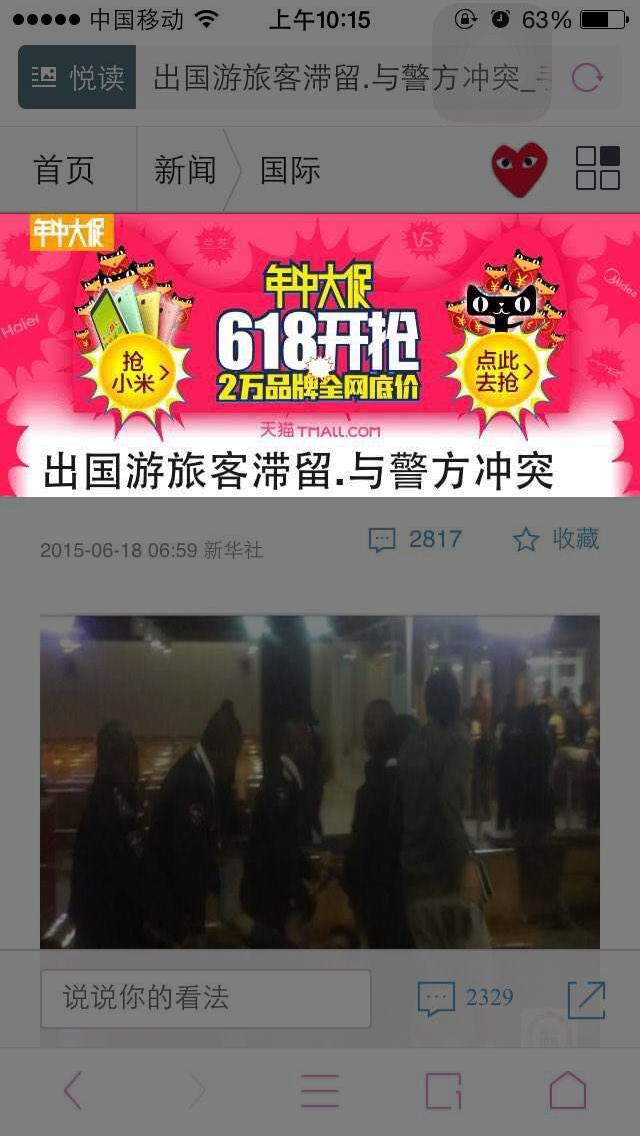 中国移动 上午10:15 63%
悦读 出国游旅客滞留.与警方冲突_
首页 新闻 国际
年中大促
兰芝
VS
Haier
Midea
年中大促
618开抢
2万品牌全网底价
抢
小米
点此
去抢
天猫TMALL.COM
出国游旅客滞留.与警方冲突
2015-06-18 06:59 新华社 2817 收藏
说说你的看法 2329